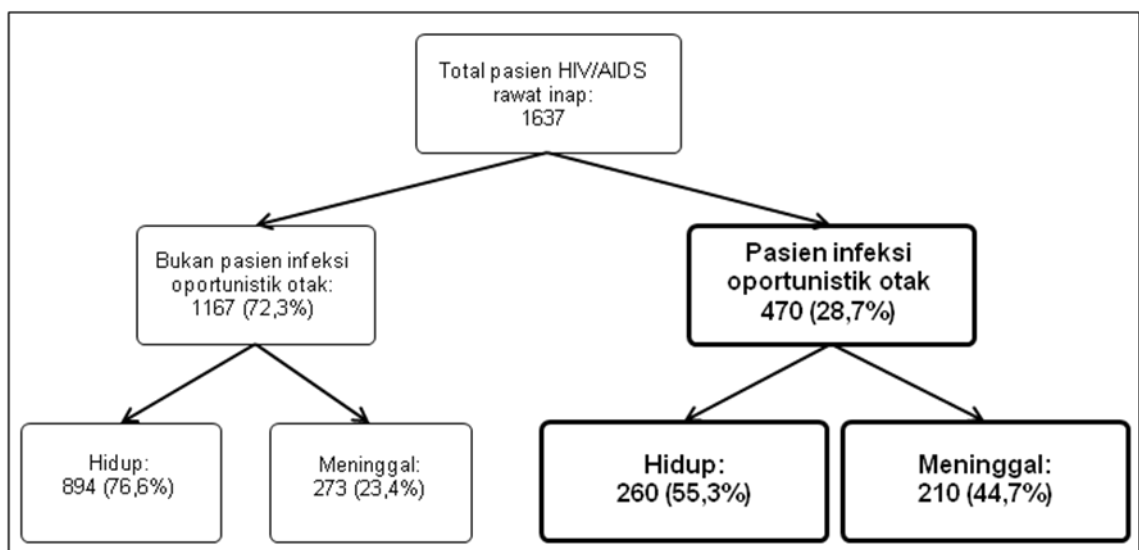 Total pasien HIV/AIDS
rawat inap:
1637
Bukan pasien infeksi
oportunistik otak:
1167 (72,3%)
Pasien infeksi
oportunistik otak
470 (28,7%)
Hidup:
894 (76,6%)
Meninggal:
273 (23,4%)
Hidup:
260 (55,3%)
Meninggal:
210 (44,7%)